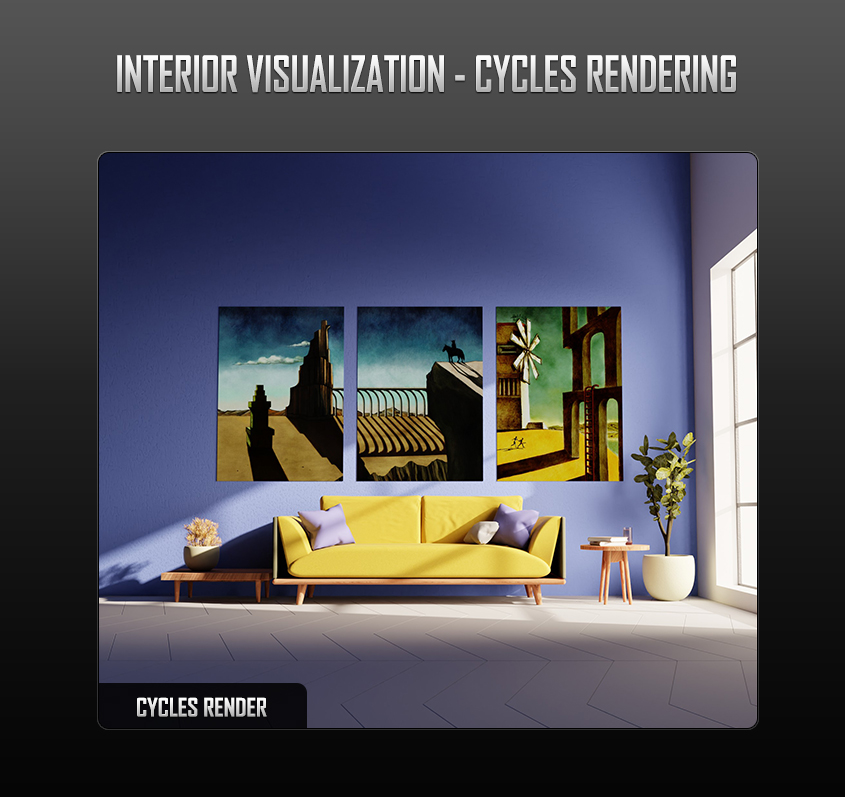 INTERIOR VISUALIZATION - CYCLES RENDERING
CYCLES RENDER